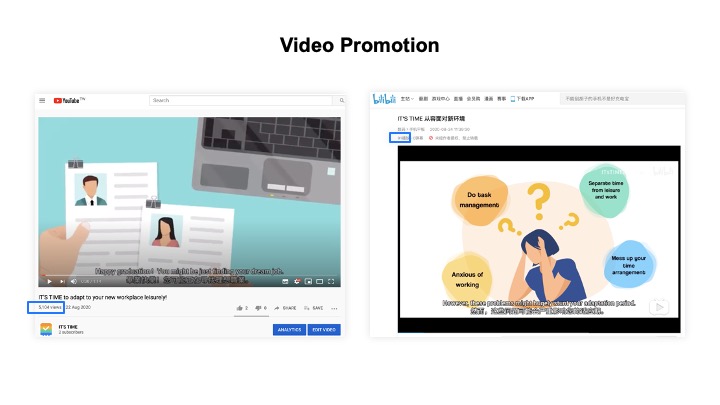 Video Promotion
YouTube TW
Search
Happy graduation! You might be just finding your dream job.
IT'S TIME to adapt to your new workplace leisurely!
5,104 views
22 Aug 2020
2
0
SHARE
SAVE
IT'S TIME
2 subscribers
ANALYTICS
EDIT VIDEO
bilibili
主站
番剧
游戏中心
直播
会员购
漫画
赛事
下载APP
IT'S TIME 从容面对新环境
Do task
management
Separate time
from leisure
and work
Anxious of
working
Mess up your
time
arrangement
However, these problems might hugely stunt your adaptation period.